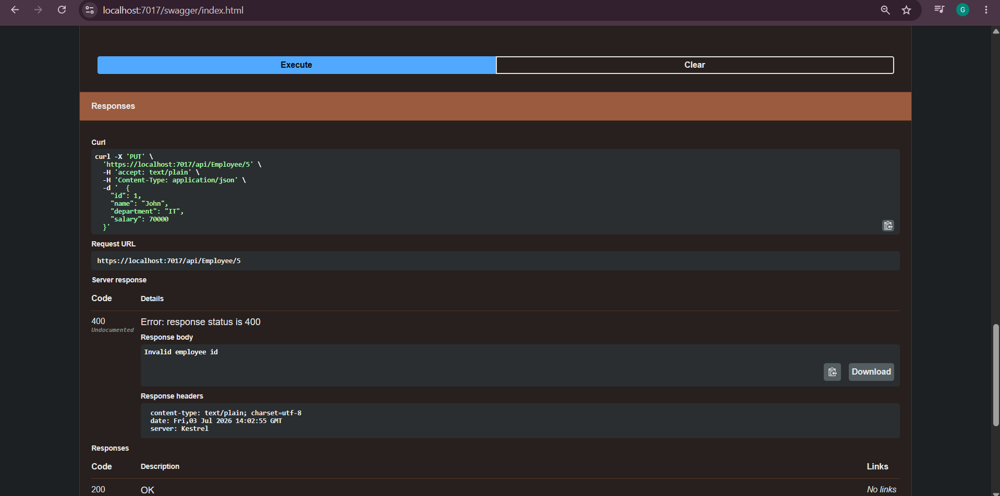 localhost:7017/swagger/index.html
G
Execute
Clear
Responses
Curl
curl -X 'PUT' \
  'https://localhost:7017/api/Employee/5' \
  -H 'accept: text/plain' \
  -H 'Content-Type: application/json' \
  -d '  {
    "id": 1,
    "name": "John",
    "department": "IT",
    "salary": 70000
  }'
Request URL
https://localhost:7017/api/Employee/5
Server response
Code Details
400 Error: response status is 400
Undocumented
Response body
Invalid employee id
Download
Response headers
content-type: text/plain; charset=utf-8
date: Fri,03 Jul 2026 14:02:55 GMT
server: Kestrel
Responses
Code Description Links
200 OK No links